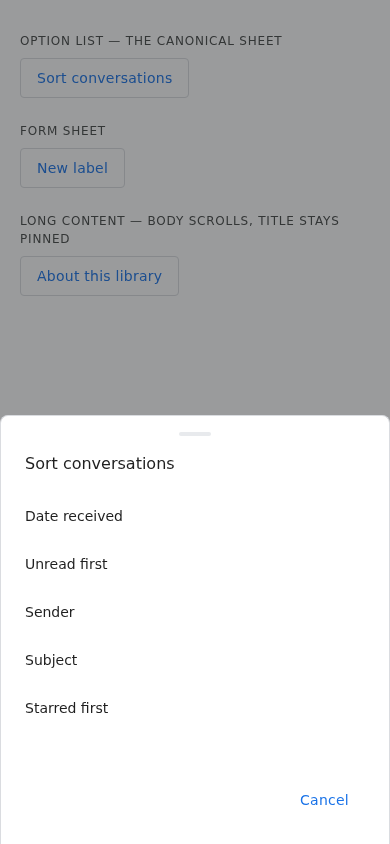 OPTION LIST — THE CANONICAL SHEET
Sort conversations
FORM SHEET
New label
LONG CONTENT — BODY SCROLLS, TITLE STAYS
PINNED
About this library
Sort conversations
Date received
Unread first
Sender
Subject
Starred first
Cancel